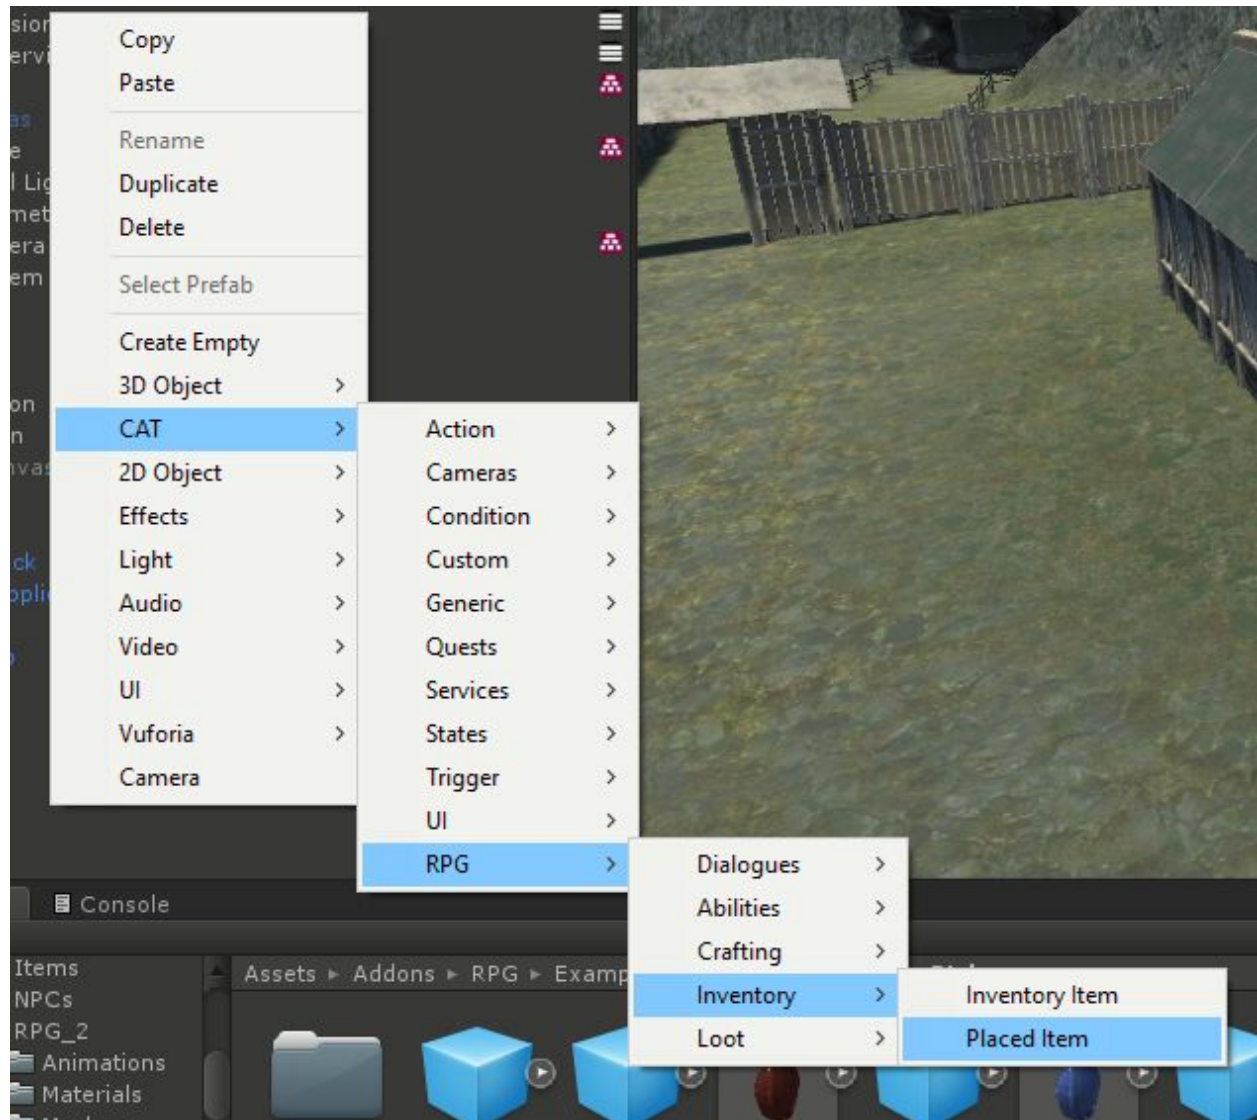 Copy
Paste
Rename
Duplicate
Delete
Select Prefab
Create Empty
3D Object
CAT
2D Object
Effects
Light
Audio
Video
UI
Vuforia
Camera
Action
Cameras
Condition
Custom
Generic
Quests
Services
States
Trigger
UI
RPG
Dialogues
Abilities
Crafting
Inventory
Loot
Inventory Item
Placed Item
Console
Items
NPCs
RPG_2
Animations
Materials
Assets ▸ Addons ▸ RPG ▸